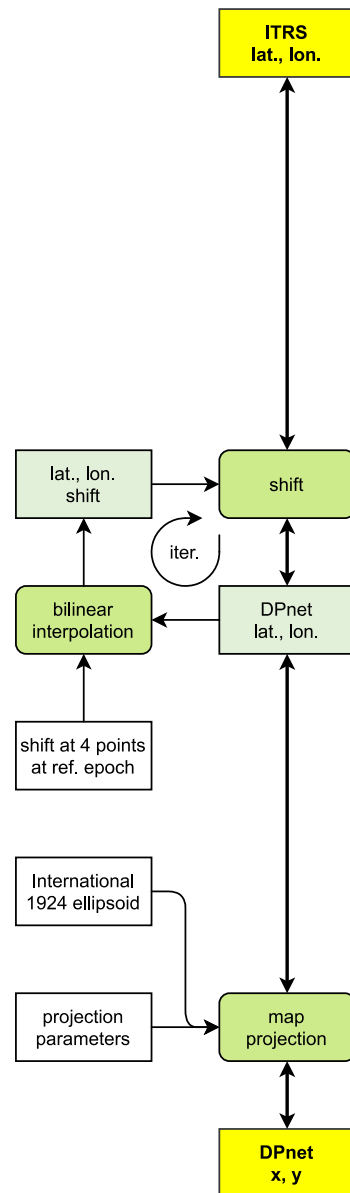 ITRS
lat., lon.
lat., lon.
shift
shift
iter.
bilinear
interpolation
DPnet
lat., lon.
shift at 4 points
at ref. epoch
International
1924 ellipsoid
projection
parameters
map
projection
DPnet
x, y